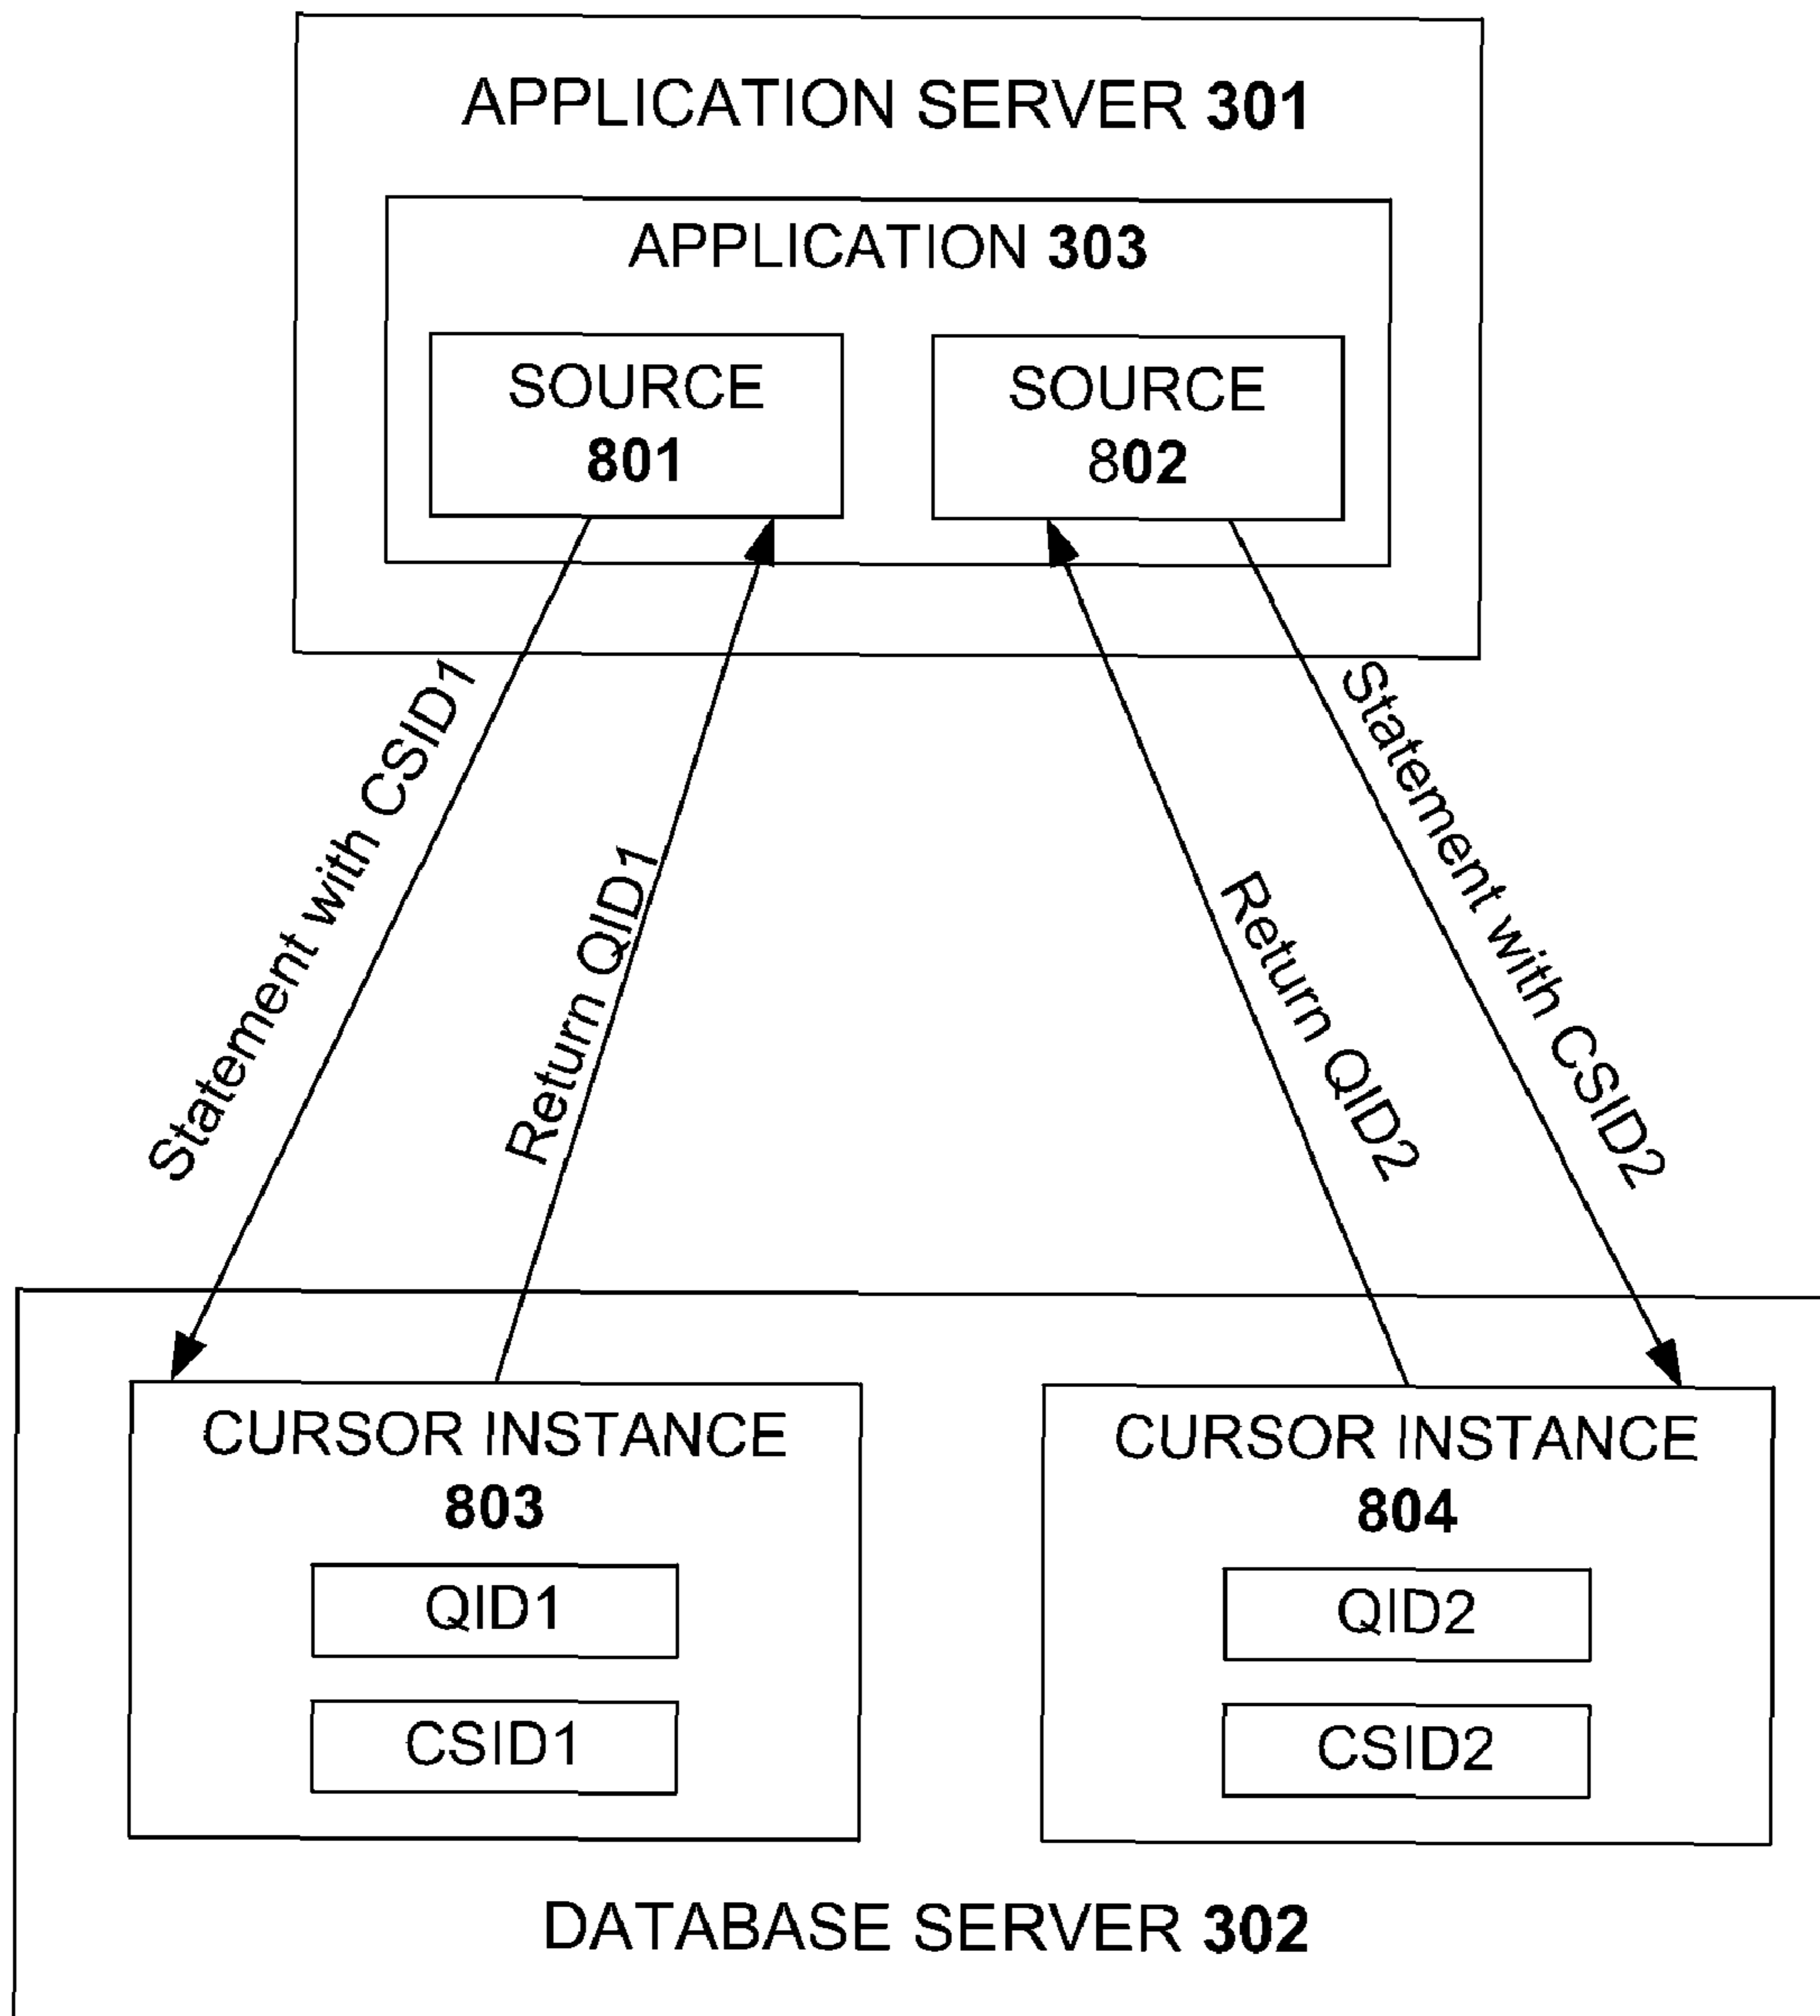 APPLICATION SERVER 301
APPLICATION 303
SOURCE
801
SOURCE
802
Statement with CSID1
Return QID1
Return QID2
Statement with CSID2
CURSOR INSTANCE
803
QID1
CSID1
CURSOR INSTANCE
804
QID2
CSID2
DATABASE SERVER 302